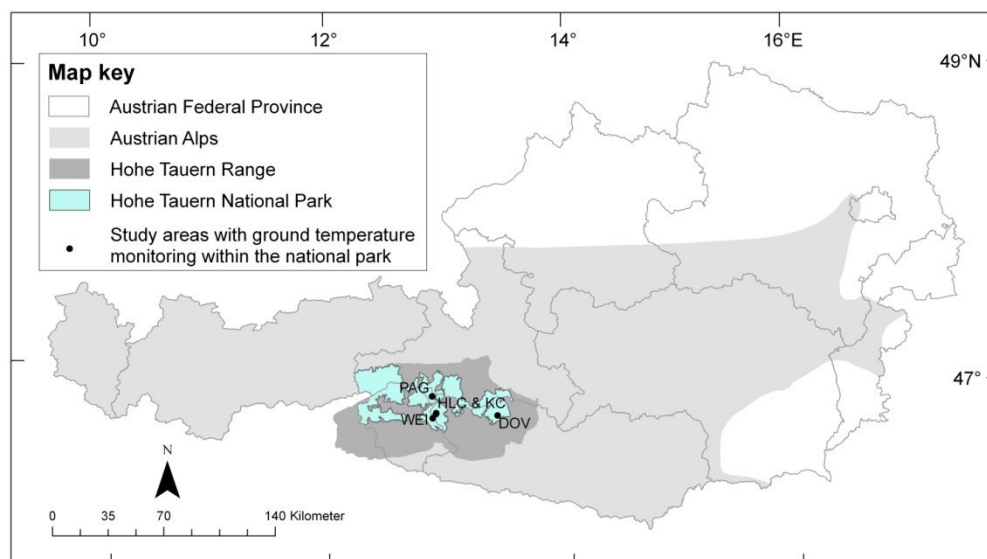 10°
12°
14°
16°E
49°N
Map key
Austrian Federal Province
Austrian Alps
Hohe Tauern Range
Hohe Tauern National Park
Study areas with ground temperature
monitoring within the national park
47°
PAG
HLC & KC
WEI
DOV
N
0 35 70 140 Kilometer